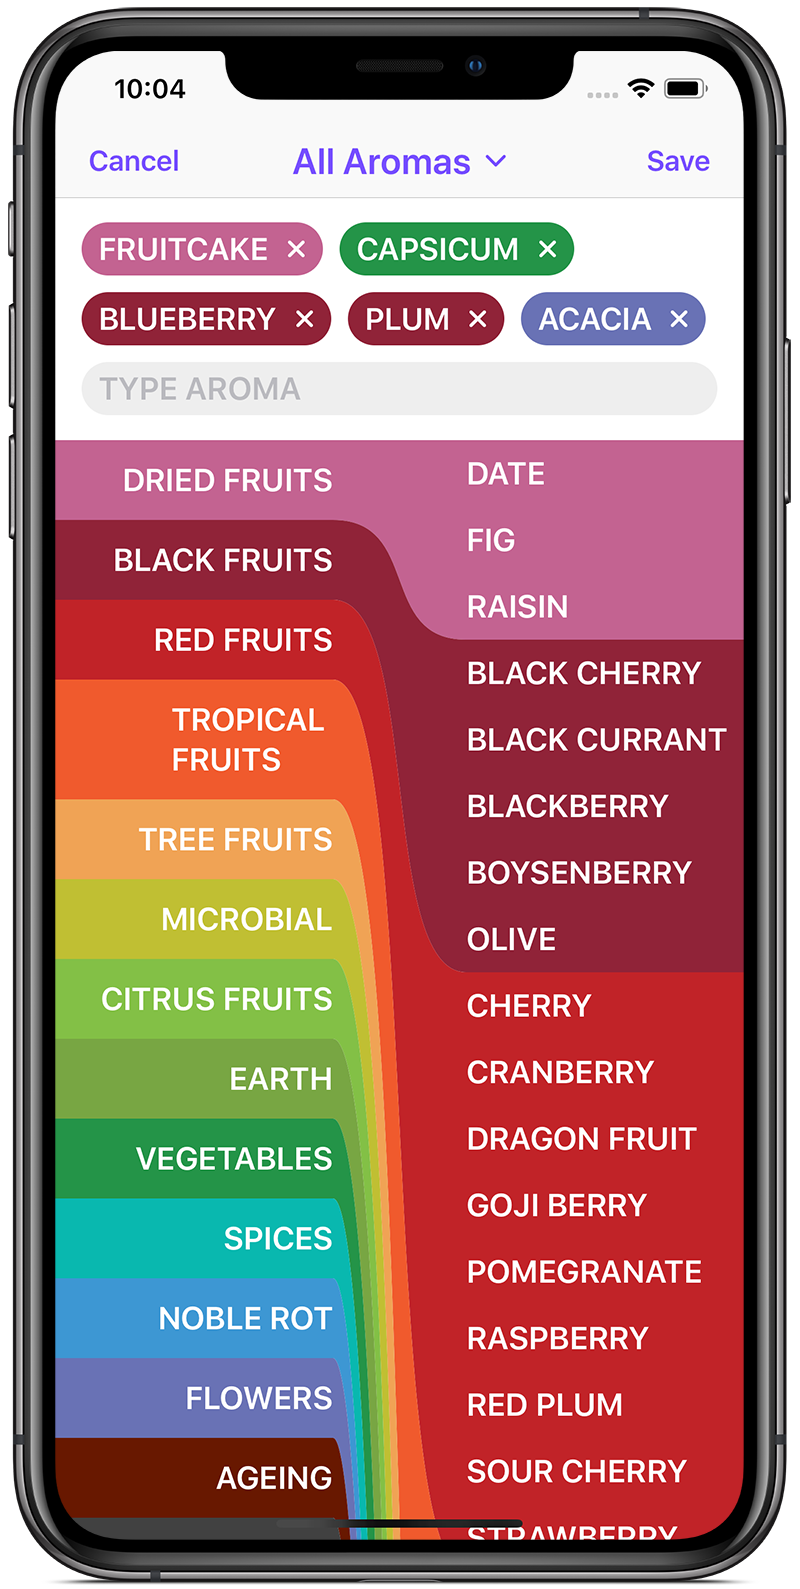 10:04
Cancel All Aromas Save
FRUITCAKE × CAPSICUM ×
BLUEBERRY × PLUM × ACACIA ×
TYPE AROMA
DRIED FRUITS
BLACK FRUITS
RED FRUITS
TROPICAL
FRUITS
TREE FRUITS
MICROBIAL
CITRUS FRUITS
EARTH
VEGETABLES
SPICES
NOBLE ROT
FLOWERS
AGEING
DATE
FIG
RAISIN
BLACK CHERRY
BLACK CURRANT
BLACKBERRY
BOYSENBERRY
OLIVE
CHERRY
CRANBERRY
DRAGON FRUIT
GOJI BERRY
POMEGRANATE
RASPBERRY
RED PLUM
SOUR CHERRY
STRAWBERRY